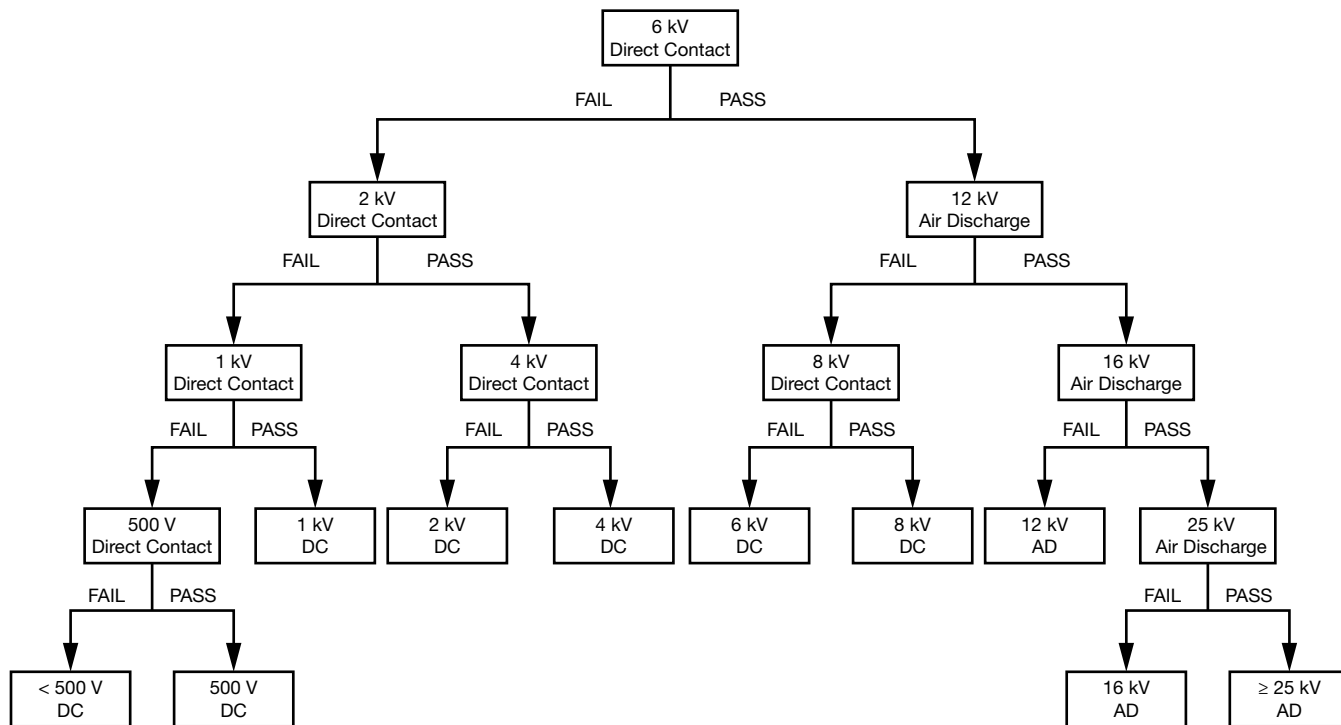 6 kV
Direct Contact
FAIL
PASS
2 kV
Direct Contact
12 kV
Air Discharge
FAIL
PASS
FAIL
PASS
1 kV
Direct Contact
4 kV
Direct Contact
8 kV
Direct Contact
16 kV
Air Discharge
FAIL
PASS
FAIL
PASS
FAIL
PASS
FAIL
PASS
500 V
Direct Contact
1 kV
DC
2 kV
DC
4 kV
DC
6 kV
DC
8 kV
DC
12 kV
AD
25 kV
Air Discharge
FAIL
PASS
FAIL
PASS
< 500 V
DC
500 V
DC
16 kV
AD
≥ 25 kV
AD